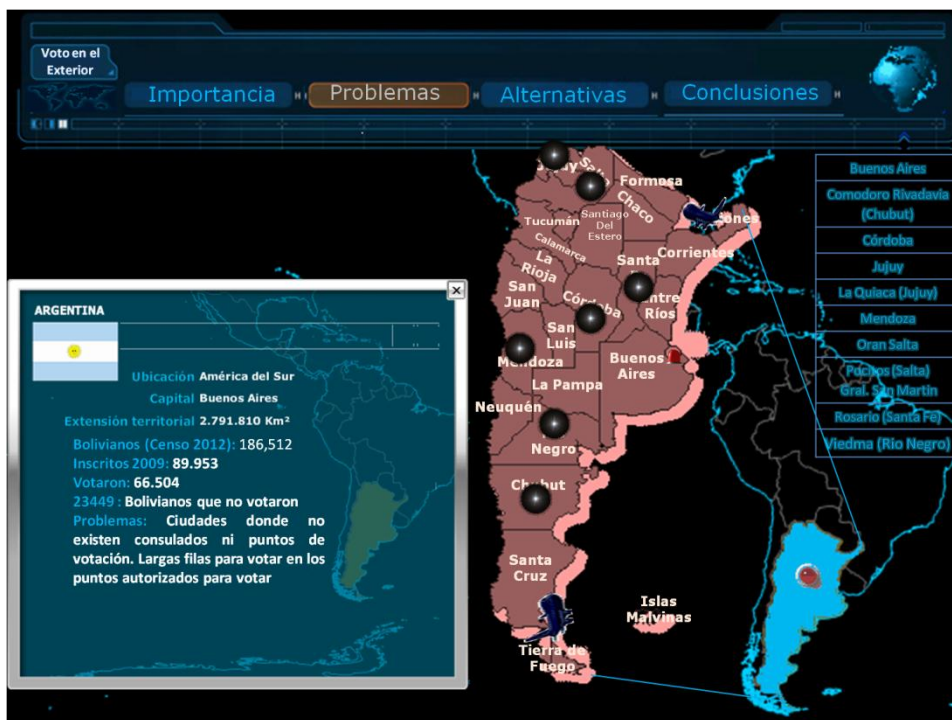 Voto en el
Exterior
Importancia
Problemas
Alternativas
Conclusiones
ARGENTINA
Ubicación América del Sur
Capital Buenos Aires
Extensión territorial 2.791.810 Km²
Bolivianos (Censo 2012): 186,512
Inscritos 2009: 89.953
Votaron: 66.504
23449 : Bolivianos que no votaron
Problemas: Ciudades donde no
existen consulados ni puntos de
votación. Largas filas para votar en los
puntos autorizados para votar
Jujuy
Salta
Formosa
Chaco
ones
Tucumán
Santiago
Del
Estero
Catamarca
Corrientes
La
Rioja
Santa
San
Juan
Córdoba
Entre
Ríos
San
Luis
Mendoza
Buenos
Aires
La Pampa
Neuquén
Negro
Chubut
Santa
Cruz
Islas
Malvinas
Tierra de
Fuego
Buenos Aires
Comodoro Rivadavia
(Chubut)
Córdoba
Jujuy
La Quiaca (Jujuy)
Mendoza
Oran Salta
Pocitos (Salta)
Gral. San Martin
Rosario (Santa Fe)
Viedma (Rio Negro)